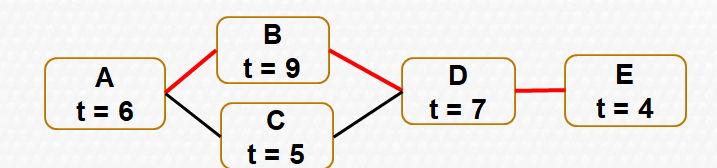 A
t = 6
B
t = 9
C
t = 5
D
t = 7
E
t = 4